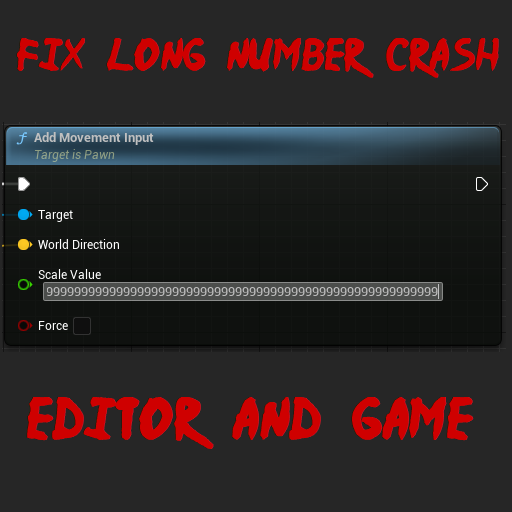 FIX LONG NUMBER CRASH
f Add Movement Input
Target is Pawn
Target
World Direction
Scale Value
99999999999999999999999999999999999999999999999999999999
Force
EDITOR AND GAME